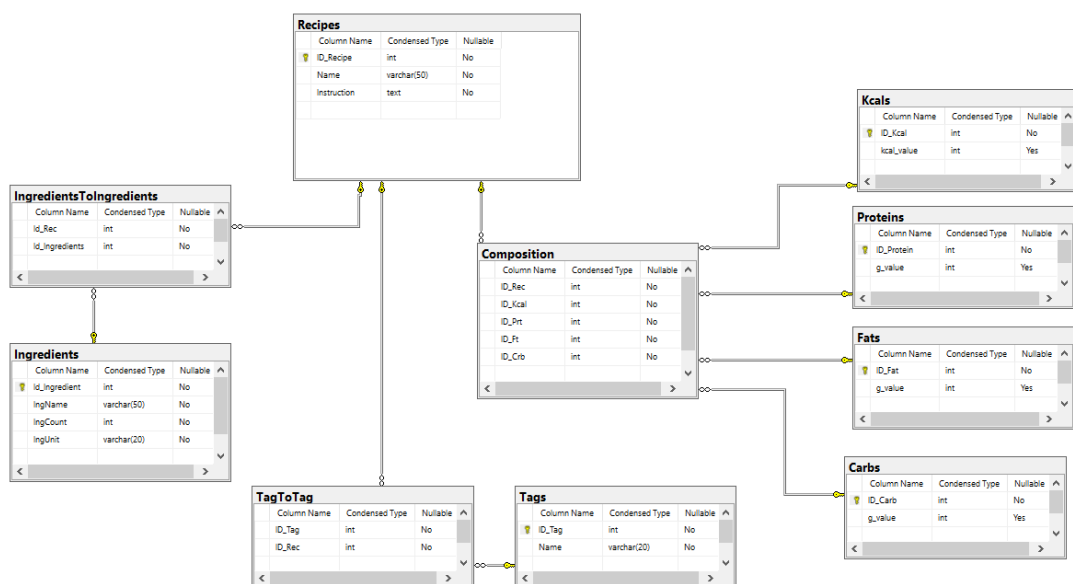 Recipes
Column Name Condensed Type Nullable
ID_Recipe int No
Name varchar(50) No
Instruction text No
Kcals
Column Name Condensed Type Nullable
ID_Kcal int No
kcal_value int Yes
IngredientsToIngredients
Column Name Condensed Type Nullable
Id_Rec int No
Id_Ingredients int No
Proteins
Column Name Condensed Type Nullable
ID_Protein int No
g_value int Yes
Composition
Column Name Condensed Type Nullable
ID_Rec int No
ID_Kcal int No
ID_Prt int No
ID_Ft int No
ID_Crb int No
Fats
Column Name Condensed Type Nullable
ID_Fat int No
g_value int Yes
Ingredients
Column Name Condensed Type Nullable
Id_Ingredient int No
IngName varchar(50) No
IngCount int No
IngUnit varchar(20) No
Carbs
Column Name Condensed Type Nullable
ID_Carb int No
g_value int Yes
TagToTag
Column Name Condensed Type Nullable
ID_Tag int No
ID_Rec int No
Tags
Column Name Condensed Type Nullable
ID_Tag int No
Name varchar(20) No